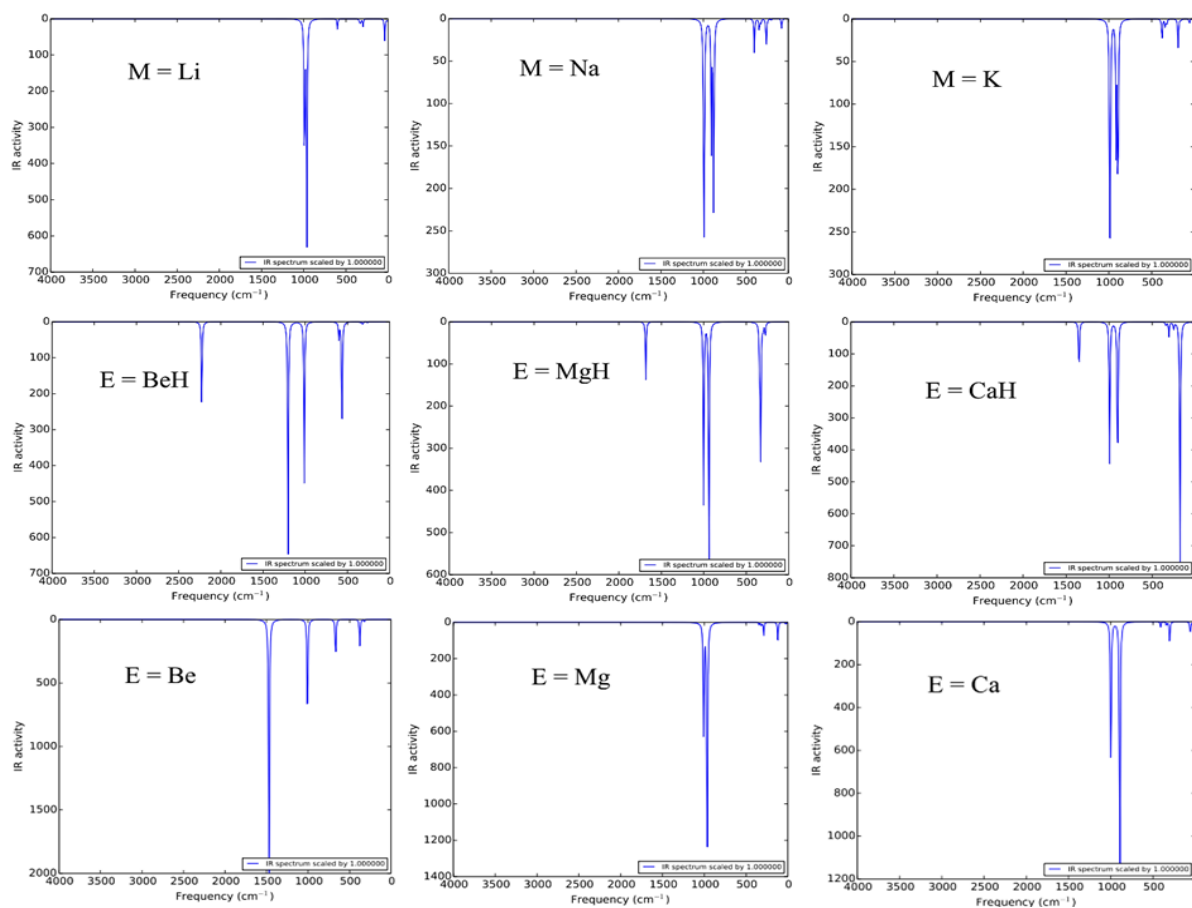 M = Li
IR activity
0
100
200
300
400
500
600
700
4000 3500 3000 2500 2000 1500 1000 500 0
Frequency (cm⁻¹)
IR spectrum scaled by 1.000000
M = Na
IR activity
0
50
100
150
200
250
300
4000 3500 3000 2500 2000 1500 1000 500 0
Frequency (cm⁻¹)
IR spectrum scaled by 1.000000
M = K
IR activity
0
50
100
150
200
250
300
4000 3500 3000 2500 2000 1500 1000 500
Frequency (cm⁻¹)
IR spectrum scaled by 1.000000
E = BeH
IR activity
0
100
200
300
400
500
600
700
4000 3500 3000 2500 2000 1500 1000 500 0
Frequency (cm⁻¹)
IR spectrum scaled by 1.000000
E = MgH
IR activity
0
100
200
300
400
500
600
4000 3500 3000 2500 2000 1500 1000 500 0
Frequency (cm⁻¹)
IR spectrum scaled by 1.000000
E = CaH
IR activity
0
100
200
300
400
500
600
700
800
4000 3500 3000 2500 2000 1500 1000 500
Frequency (cm⁻¹)
IR spectrum scaled by 1.000000
E = Be
IR activity
0
500
1000
1500
2000
4000 3500 3000 2500 2000 1500 1000 500 0
Frequency (cm⁻¹)
IR spectrum scaled by 1.000000
E = Mg
IR activity
0
200
400
600
800
1000
1200
1400
4000 3500 3000 2500 2000 1500 1000 500 0
Frequency (cm⁻¹)
IR spectrum scaled by 1.000000
E = Ca
IR activity
0
200
400
600
800
1000
1200
4000 3500 3000 2500 2000 1500 1000 500
Frequency (cm⁻¹)
IR spectrum scaled by 1.000000